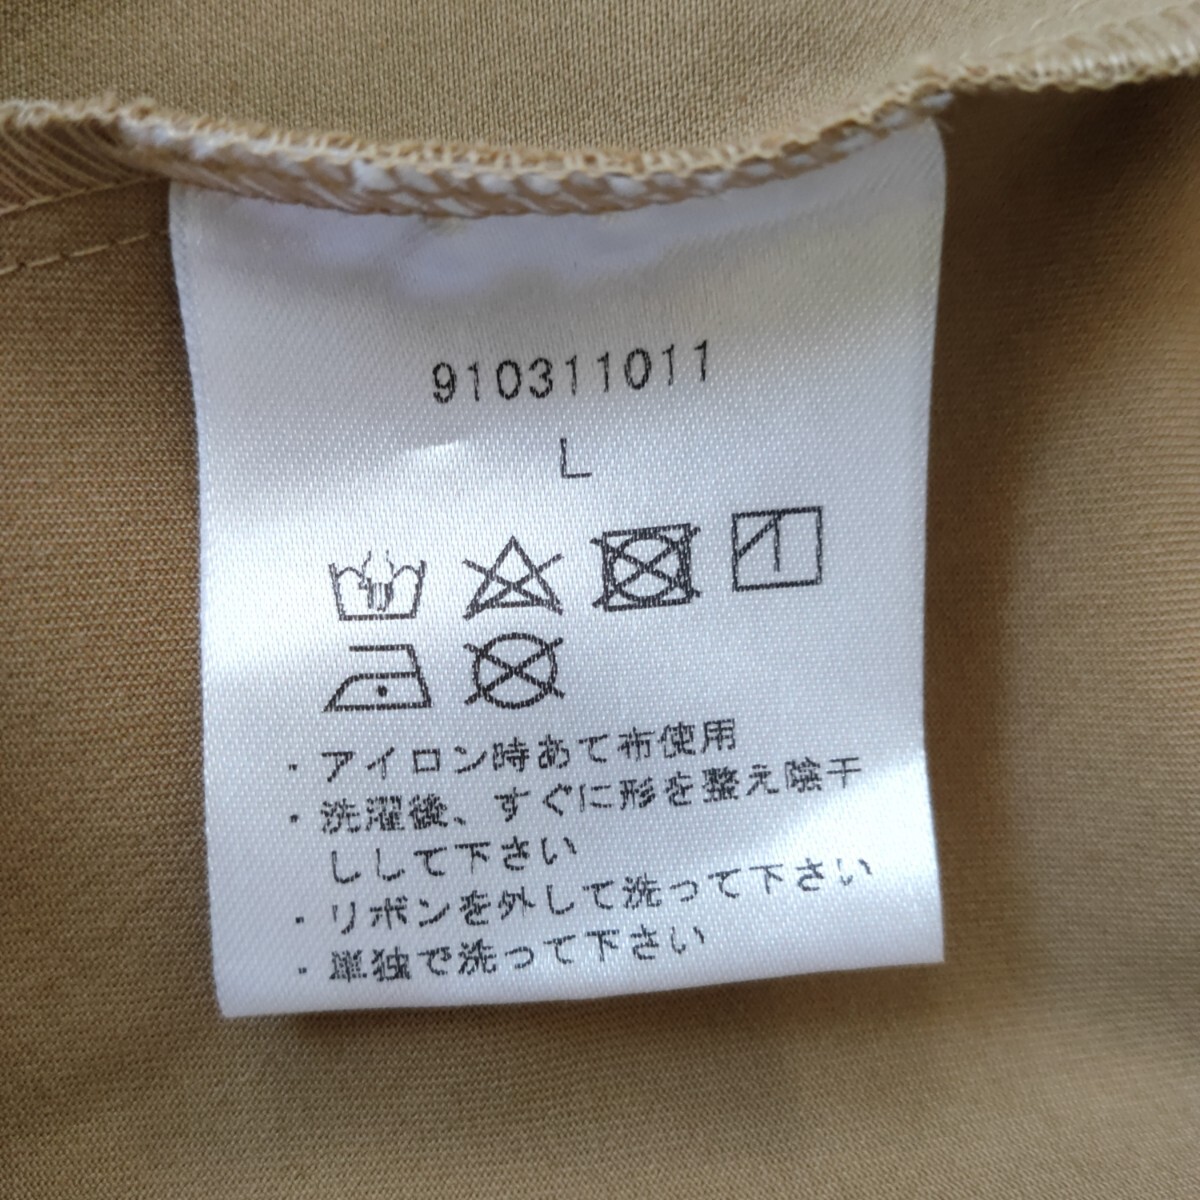 910311011
L
・アイロン時あて布使用
・洗濯後、すぐに形を整え陰干
ししして下さい
・リボンを外して洗って下さい
・単独で洗って下さい